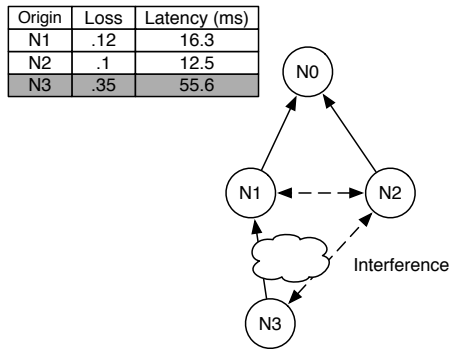 Origin Loss Latency (ms)
N1 .12 16.3
N2 .1 12.5
N3 .35 55.6
N0
N1 N2
Interference
N3